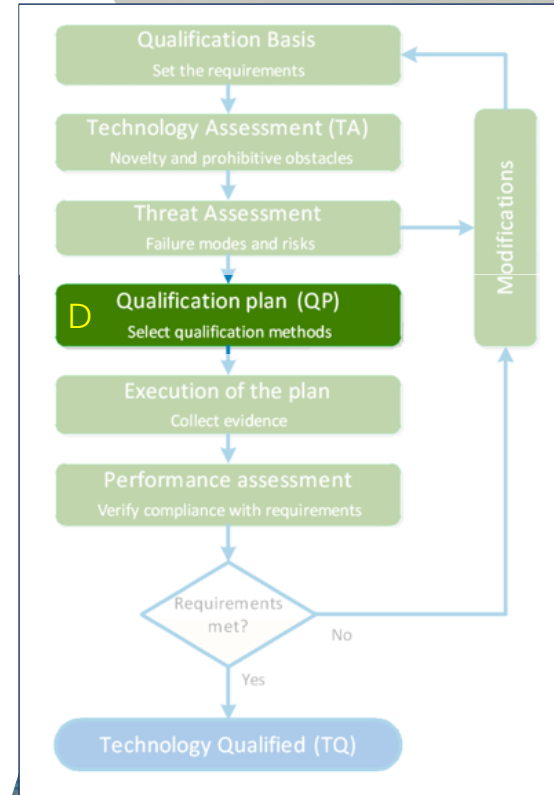 Qualification Basis
Set the requirements
Technology Assessment (TA)
Novelty and prohibitive obstacles
Threat Assessment
Failure modes and risks
Modifications
D
Qualification plan (QP)
Select qualification methods
Execution of the plan
Collect evidence
Performance assessment
Verify compliance with requirements
Requirements
met?
No
Yes
Technology Qualified (TQ)